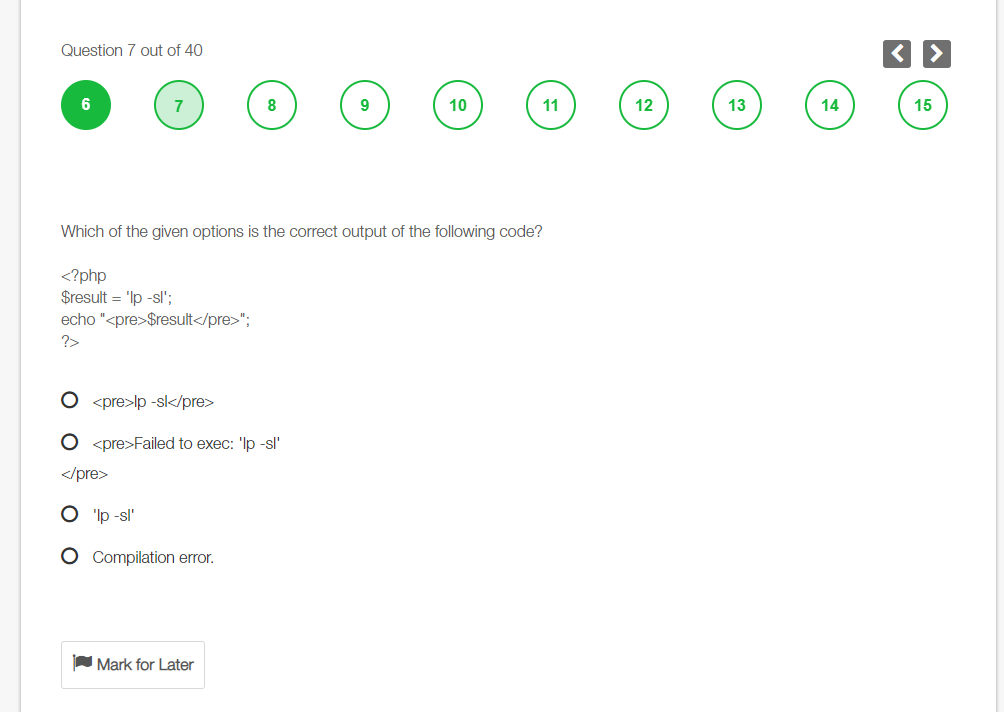 Question 7 out of 40
6 7 8 9 10 11 12 13 14 15
Which of the given options is the correct output of the following code?
<?php
$result = 'lp -sl';
echo "<pre>$result</pre>";
?>
<pre>lp -sl</pre>
<pre>Failed to exec: 'lp -sl'
</pre>
'lp -sl'
Compilation error.
Mark for Later